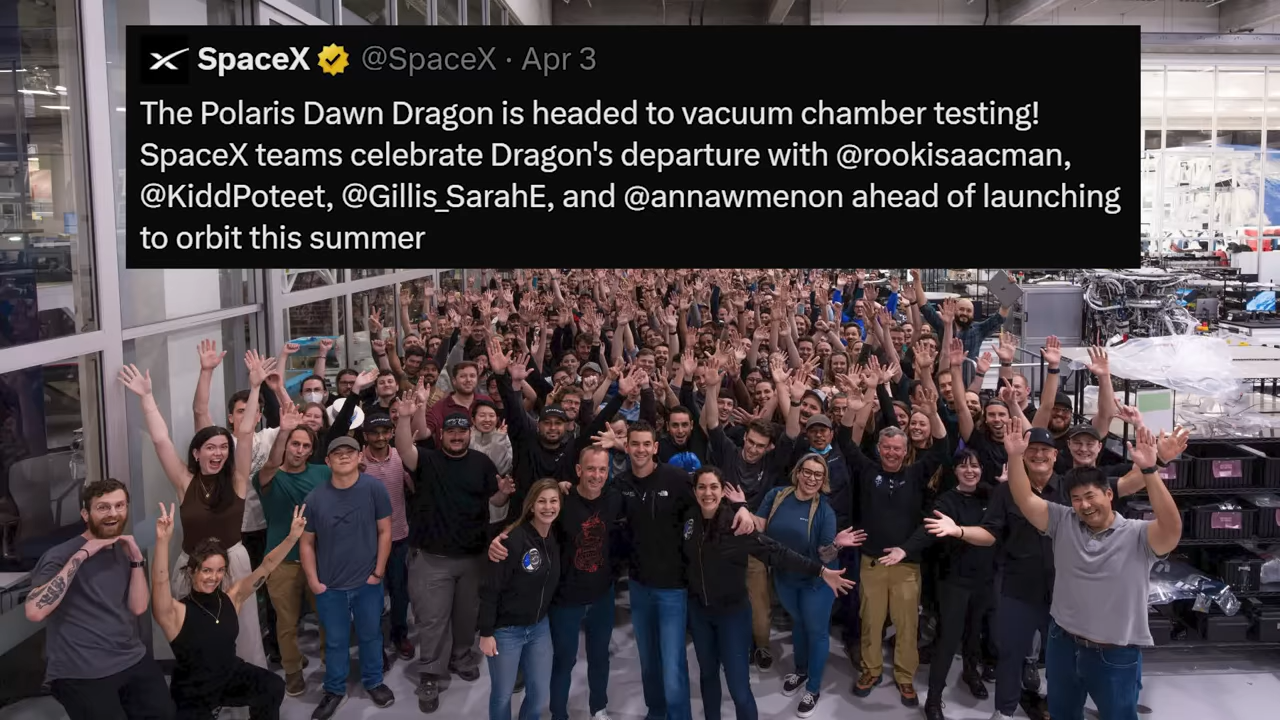 SpaceX @SpaceX · Apr 3
The Polaris Dawn Dragon is headed to vacuum chamber testing!
SpaceX teams celebrate Dragon's departure with @rookisaacman,
@KiddPoteet, @Gillis_SarahE, and @annawmenon ahead of launching
to orbit this summer